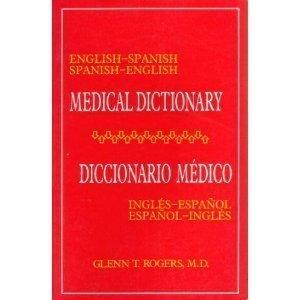 ENGLISH-SPANISH
SPANISH-ENGLISH
MEDICAL DICTIONARY
DICCIONARIO MÉDICO
INGLÉS-ESPAÑOL
ESPAÑOL-INGLÉS
GLENN T. ROGERS, M.D.